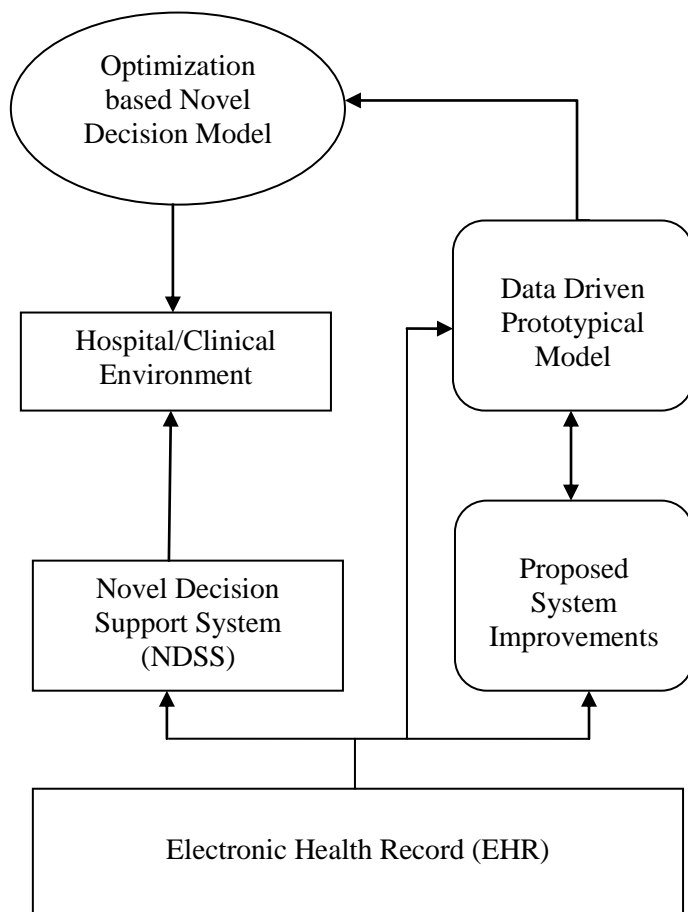 Optimization
based Novel
Decision Model
Data Driven
Prototypical
Model
Hospital/Clinical
Environment
Novel Decision
Support System
(NDSS)
Proposed
System
Improvements
Electronic Health Record (EHR)